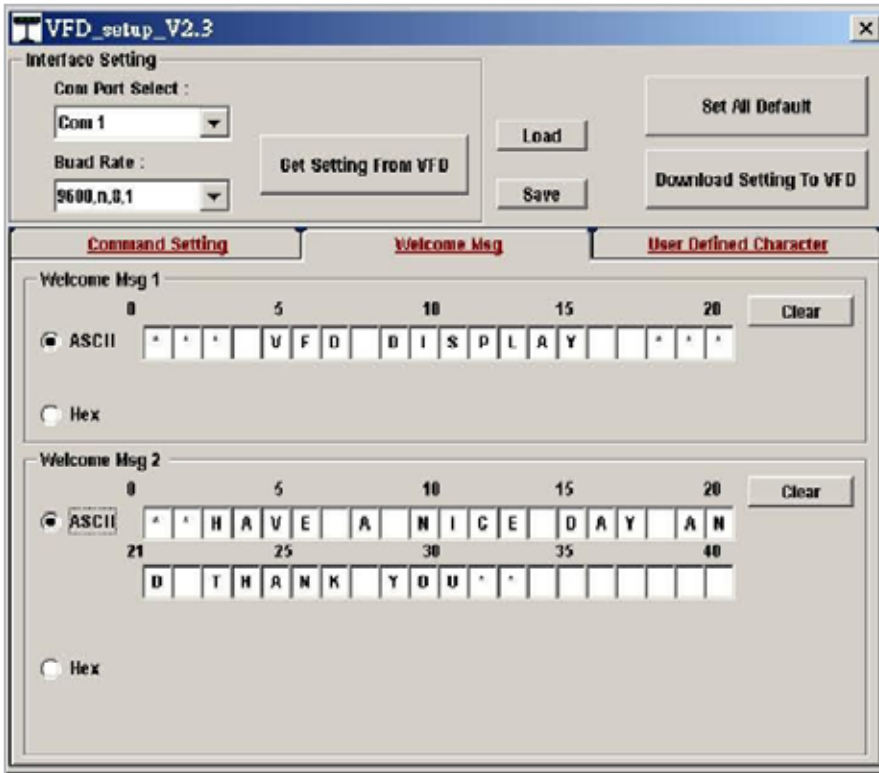 VFD_setup_V2.3
Interface Setting
Com Port Select :
Com 1
Buad Rate :
9600,n,8,1
Get Setting From VFD
Load
Save
Set All Default
Download Setting To VFD
Command Setting
Welcome Msg
User Defined Character
Welcome Msg 1
0 5 10 15 20
ASCII
* * * VFD DISPLAY * * *
Clear
Hex
Welcome Msg 2
0 5 10 15 20
ASCII
* * HAVE A NICE DAY AN
Clear
21 25 30 35 40
D THANK YOU * *
Hex